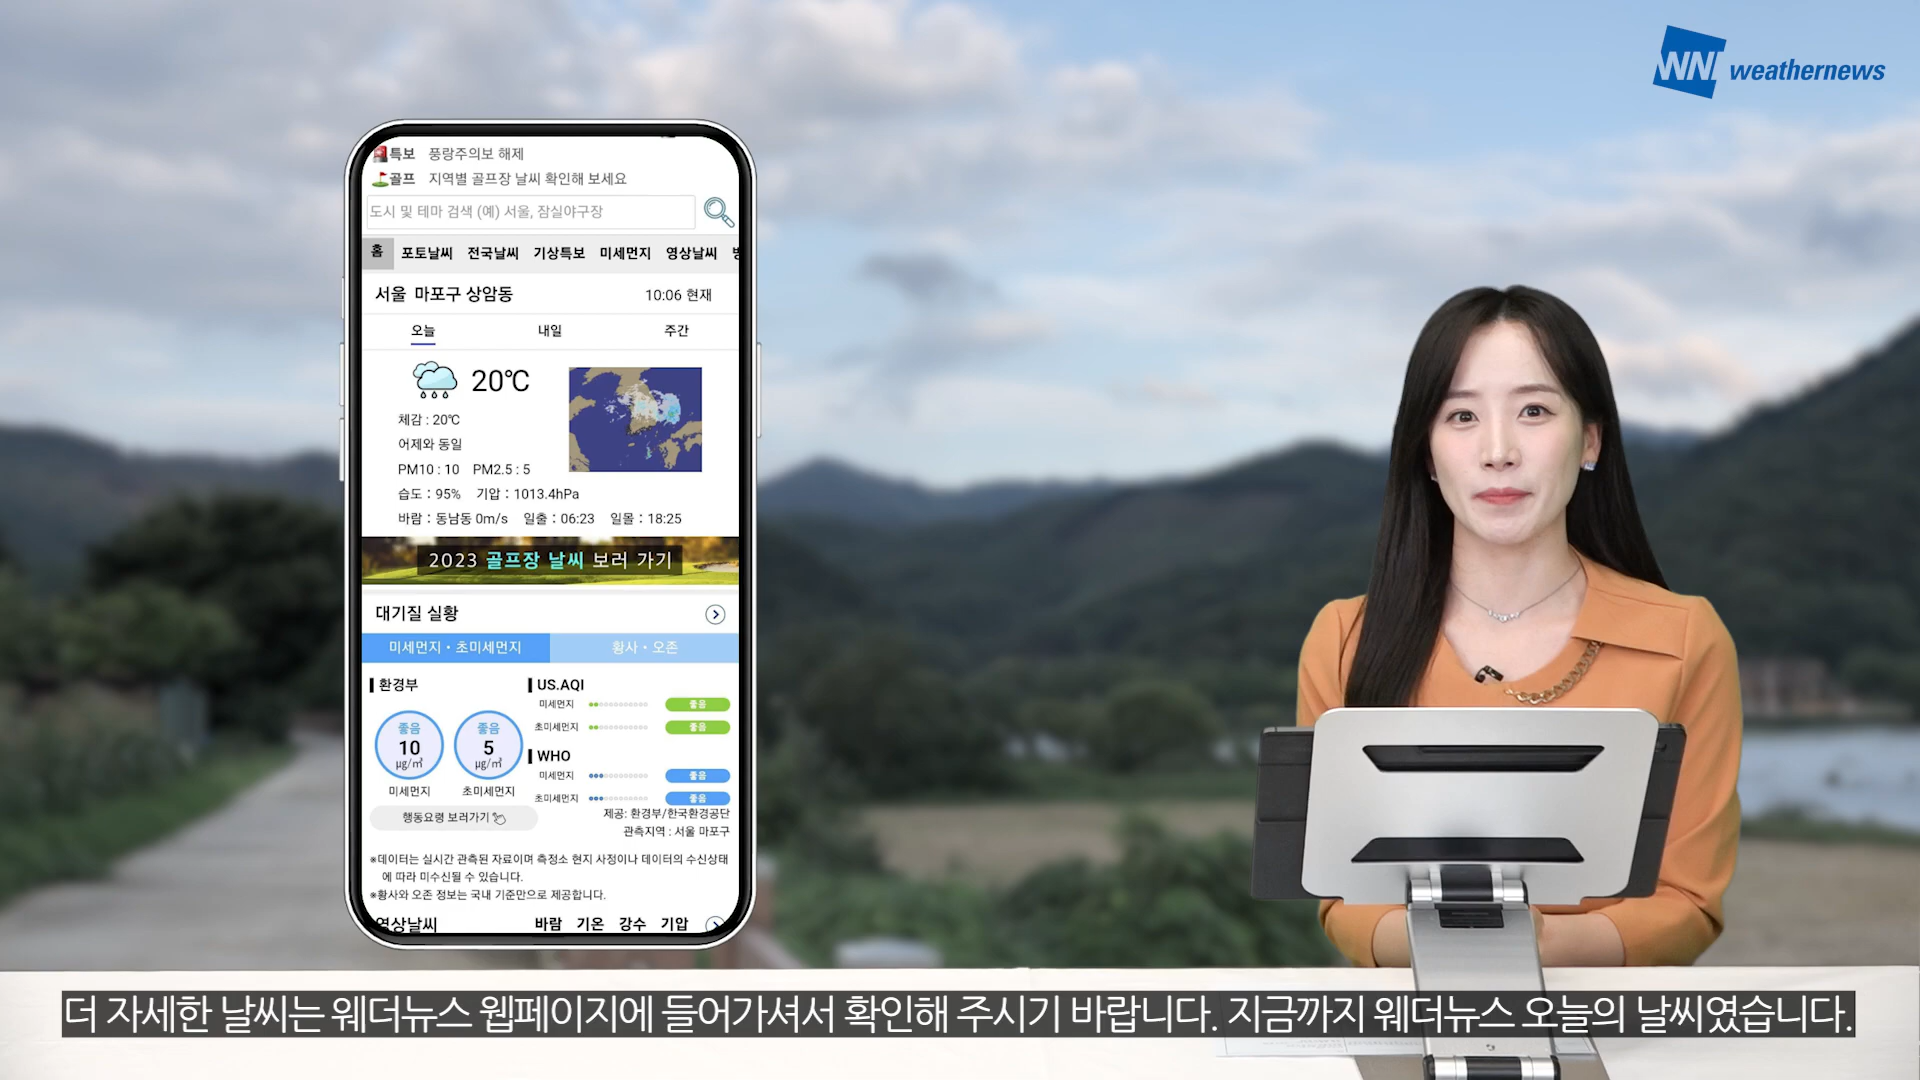 WNI weathernews
특보 풍랑주의보 해제
골프 지역별 골프장 날씨 확인해 보세요
도시 및 테마 검색 (예) 서울, 잠실야구장
홈 포토날씨 전국날씨 기상특보 미세먼지 영상날씨
서울 마포구 상암동 10:06 현재
오늘 내일 주간
20℃
체감 : 20℃
어제와 동일
PM10 : 10 PM2.5 : 5
습도 : 95% 기압 : 1013.4hPa
바람 : 동남동 0m/s 일출 : 06:23 일몰 : 18:25
2023 골프장 날씨 보러 가기
대기질 실황
미세먼지 • 초미세먼지 황사 • 오존
환경부
좋음
10
μg/㎥
미세먼지
좋음
5
μg/㎥
초미세먼지
행동요령 보러가기
US.AQI
미세먼지 좋음
초미세먼지 좋음
WHO
미세먼지 좋음
초미세먼지 좋음
제공: 환경부/한국환경공단
관측지역 : 서울 마포구
※데이터는 실시간 관측된 자료이며 측정소 현지 사정이나 데이터의 수신상태
에 따라 미수신될 수 있습니다.
※황사와 오존 정보는 국내 기준만으로 제공합니다.
영상날씨 바람 기온 강수 기압
더 자세한 날씨는 웨더뉴스 웹페이지에 들어가셔서 확인해 주시기 바랍니다. 지금까지 웨더뉴스 오늘의 날씨였습니다.